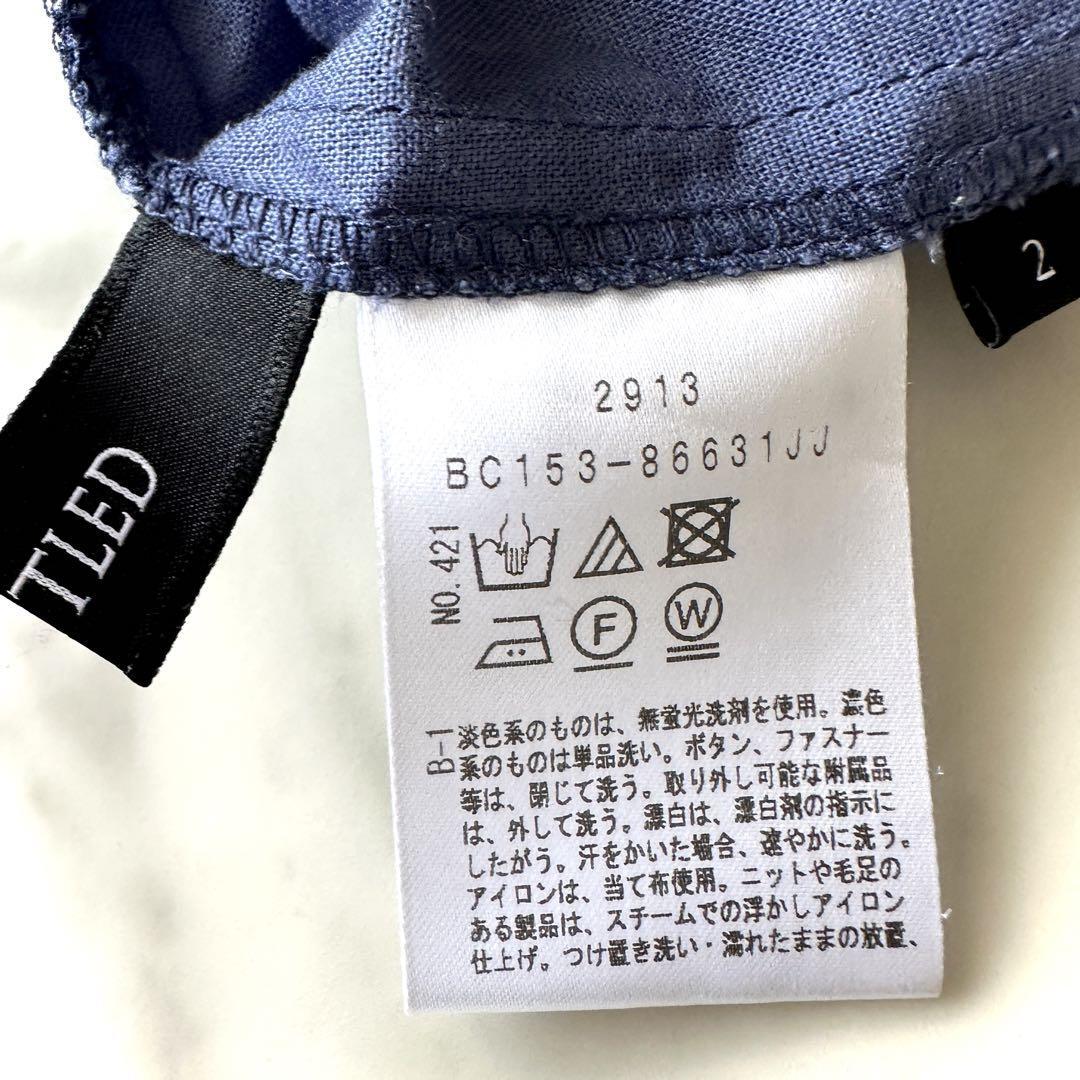 TLED
2
2913
BC153-86631JJ
NO.421
F
W
B-1
淡色系のものは、無蛍光洗剤を使用。濃色
系のものは単品洗い。ボタン、ファスナー
等は、閉じて洗う。取り外し可能な附属品
は、外して洗う。漂白は、漂白剤の指示に
したがう。汗をかいた場合、速やかに洗う。
アイロンは、当て布使用。ニットや毛足の
ある製品は、スチームでの浮かしアイロン
仕上げ。つけ置き洗い・濡れたままの放置、